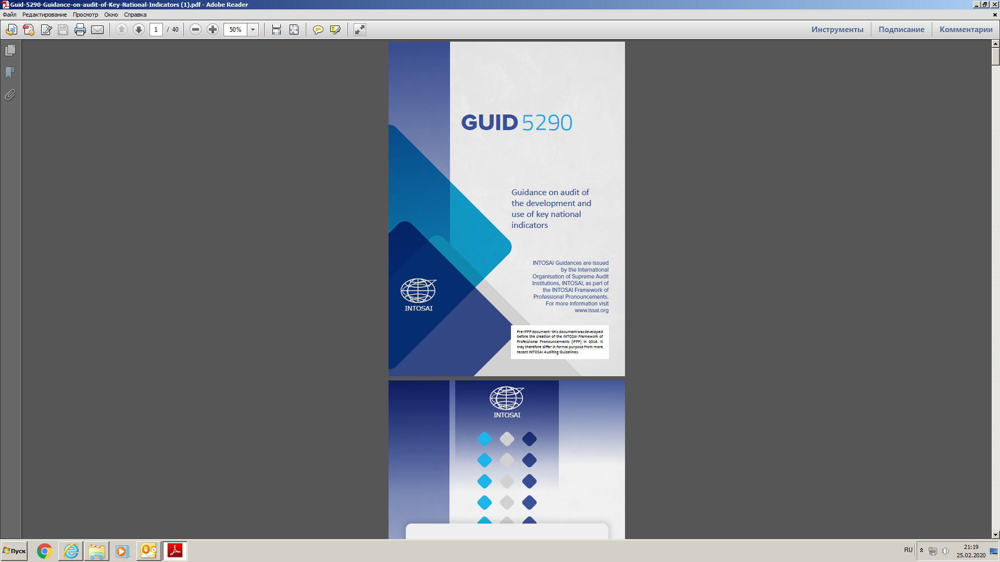 Guid-5290-Guidance-on-audit-of-Key-National-Indicators (1).pdf - Adobe Reader
Файл Редактирование Просмотр Окно Справка
1 / 40 50% Инструменты Подписание Комментарии
GUID 5290
Guidance on audit of
the development and
use of key national
indicators
INTOSAI Guidances are issued
by the International
Organisation of Supreme Audit
Institutions, INTOSAI, as part of
the INTOSAI Framework of
Professional Pronouncements.
For more information visit
www.issai.org
INTOSAI
Pre-IFPP document - this document was developed
before the creation of the INTOSAI Framework of
Professional Pronouncements (IFPP) in 2016. It
may therefore differ in formal purpose from more
recent INTOSAI Auditing Guidelines.
INTOSAI
Пуск
RU
21:19
25.02.2020